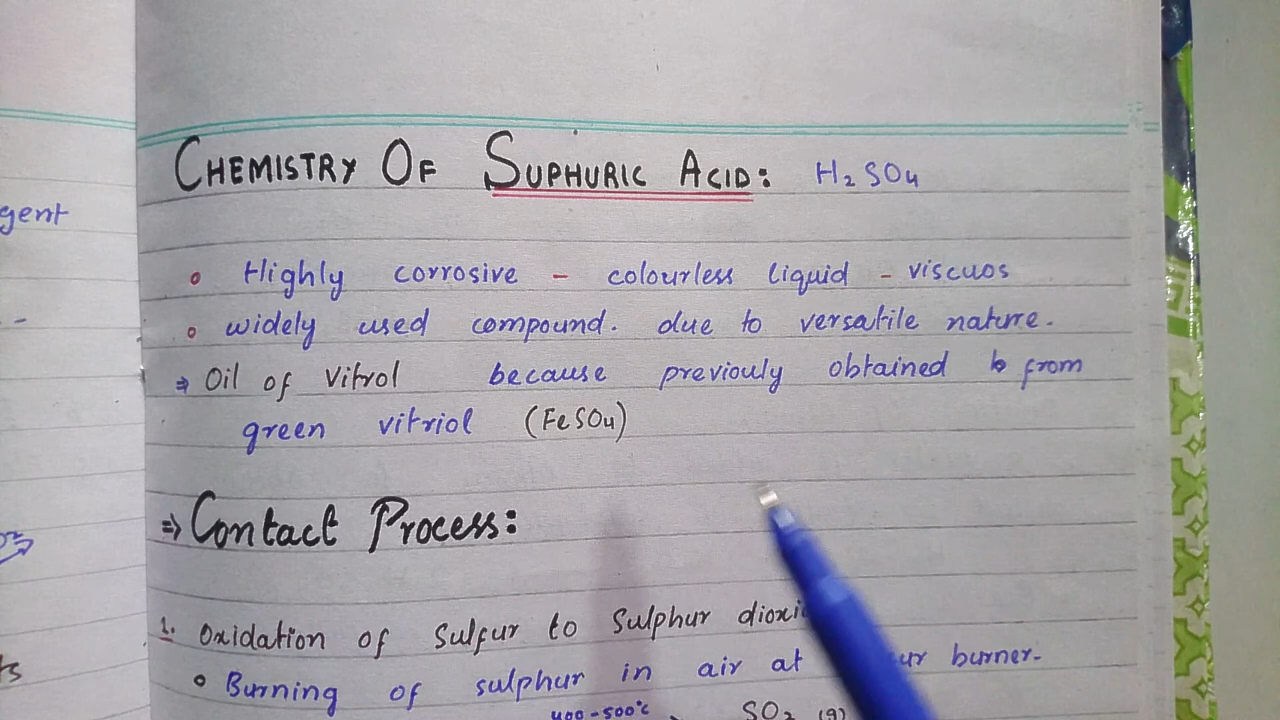 gent
CHEMISTRY OF SUPHURIC ACID: H₂SO₄
Highly corrosive - colourless liquid - viscuos
widely used compound. due to versatile nature.
⇒ Oil of Vitrol because previouly obtained from
green vitriol (FeSO₄)
⇒ Contact Process:
1. Oxidation of Sulfur to Sulphur
Burning of sulphur in air at burner.
400-500°C SO₂ (g)